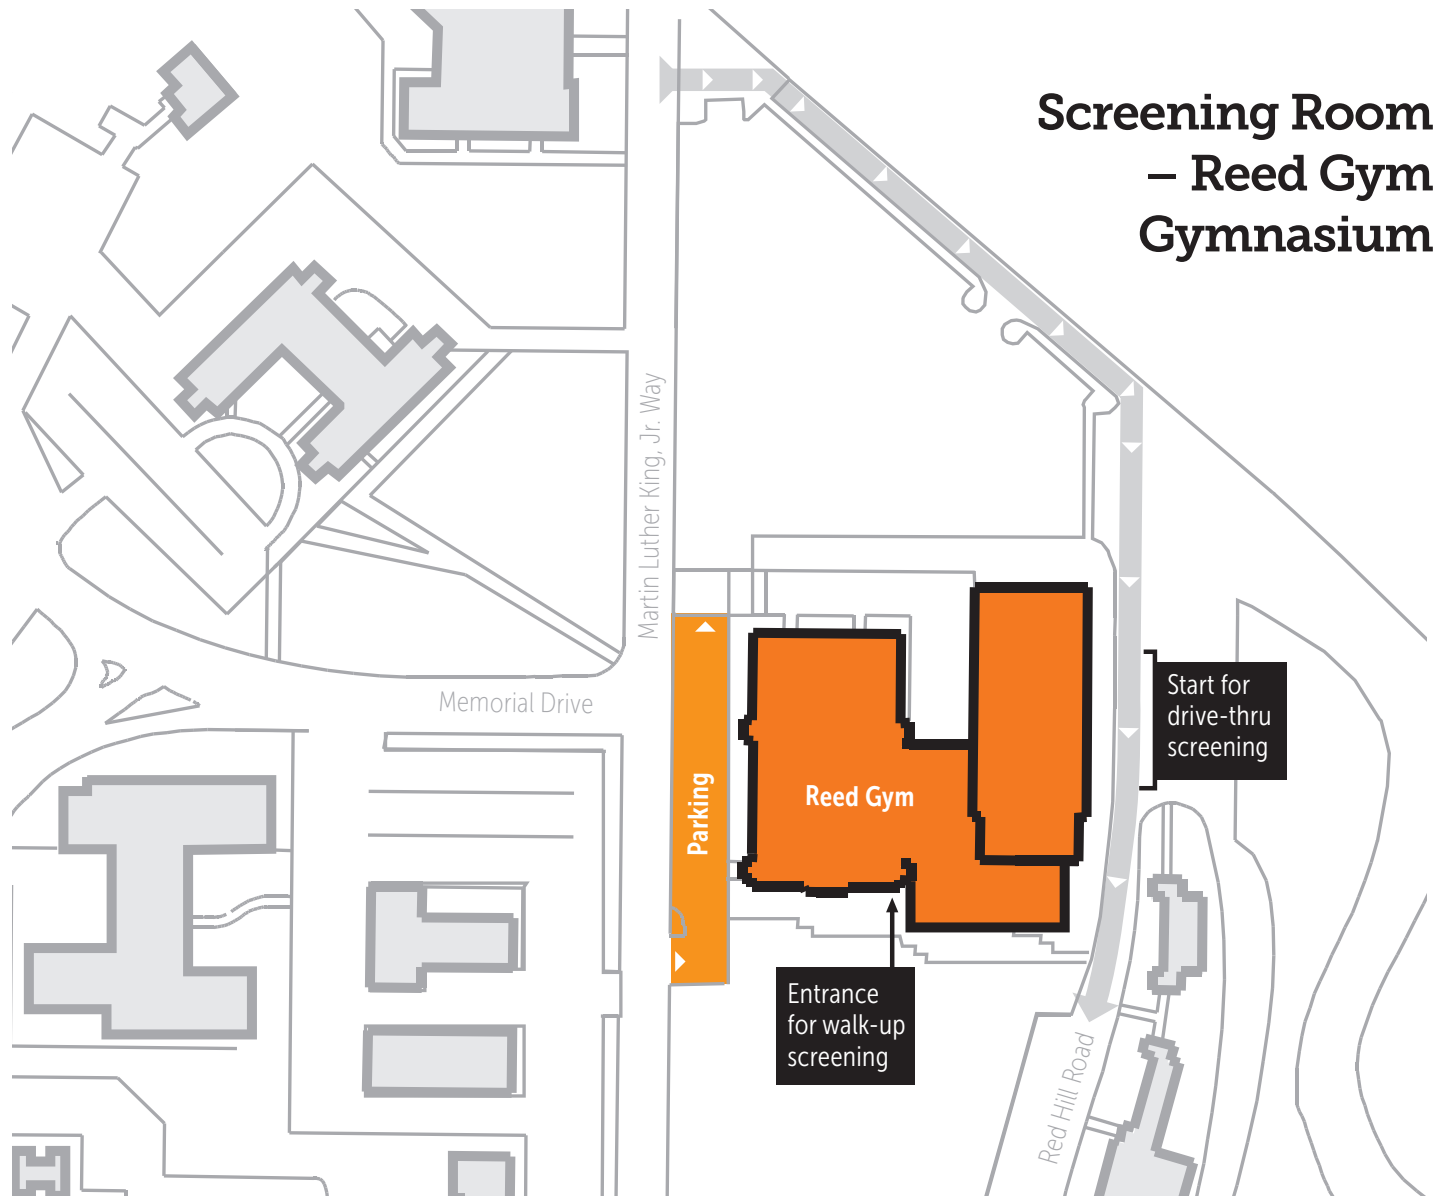 Screening Room
– Reed Gym
Gymnasium
Martin Luther King, Jr. Way
Memorial Drive
Start for
drive-thru
screening
Parking
Reed Gym
Entrance
for walk-up
screening
Red Hill Road